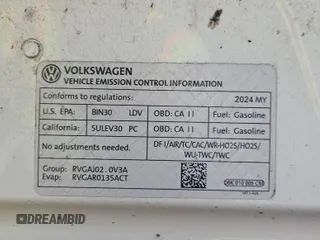 VOLKSWAGEN
VEHICLE EMISSION CONTROL INFORMATION
Conforms to regulations: 2024 MY
U.S. EPA: BIN30 LDV OBD: CA II Fuel: Gasoline
California: SULEV30 PC OBD: CA II Fuel: Gasoline
No adjustments needed. DFI/AIR/TC/CAC/WR-HO2S/HO2S/
WU-TWC/TWC
Group: RVGAJ02.0V3A
Evap: RVGAR0135ACT
DREAMBID